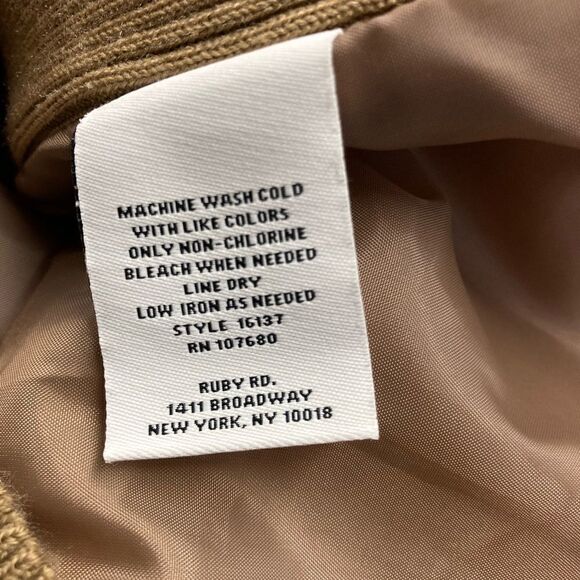 MACHINE WASH COLD
WITH LIKE COLORS
ONLY NON-CHLORINE
BLEACH WHEN NEEDED
LINE DRY
LOW IRON AS NEEDED
STYLE 16137
RN 107680
RUBY RD.
1411 BROADWAY
NEW YORK, NY 10018